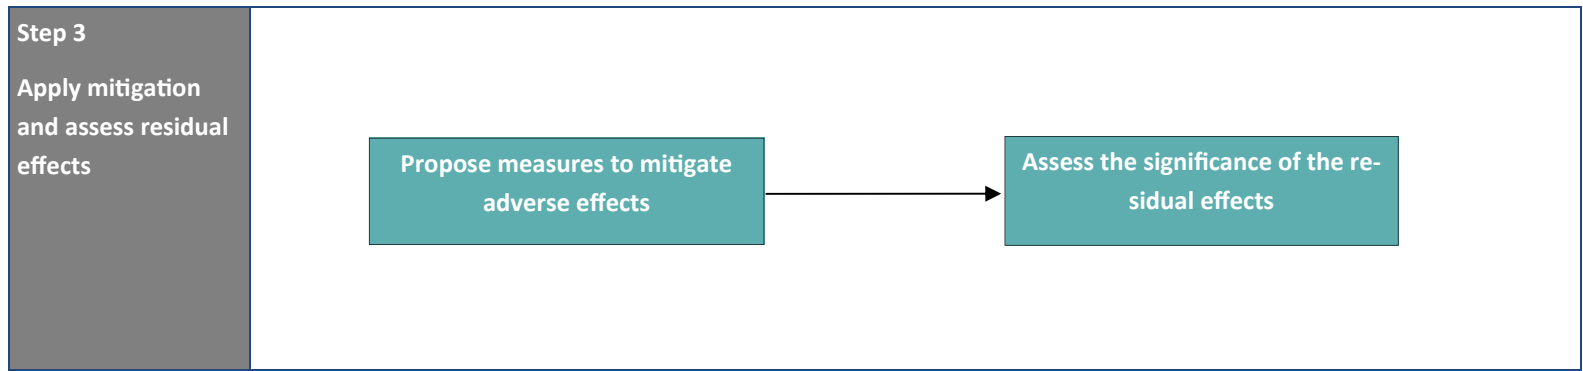 Step 3
Apply mitigation
and assess residual
effects
Propose measures to mitigate
adverse effects
Assess the significance of the re-
sidual effects